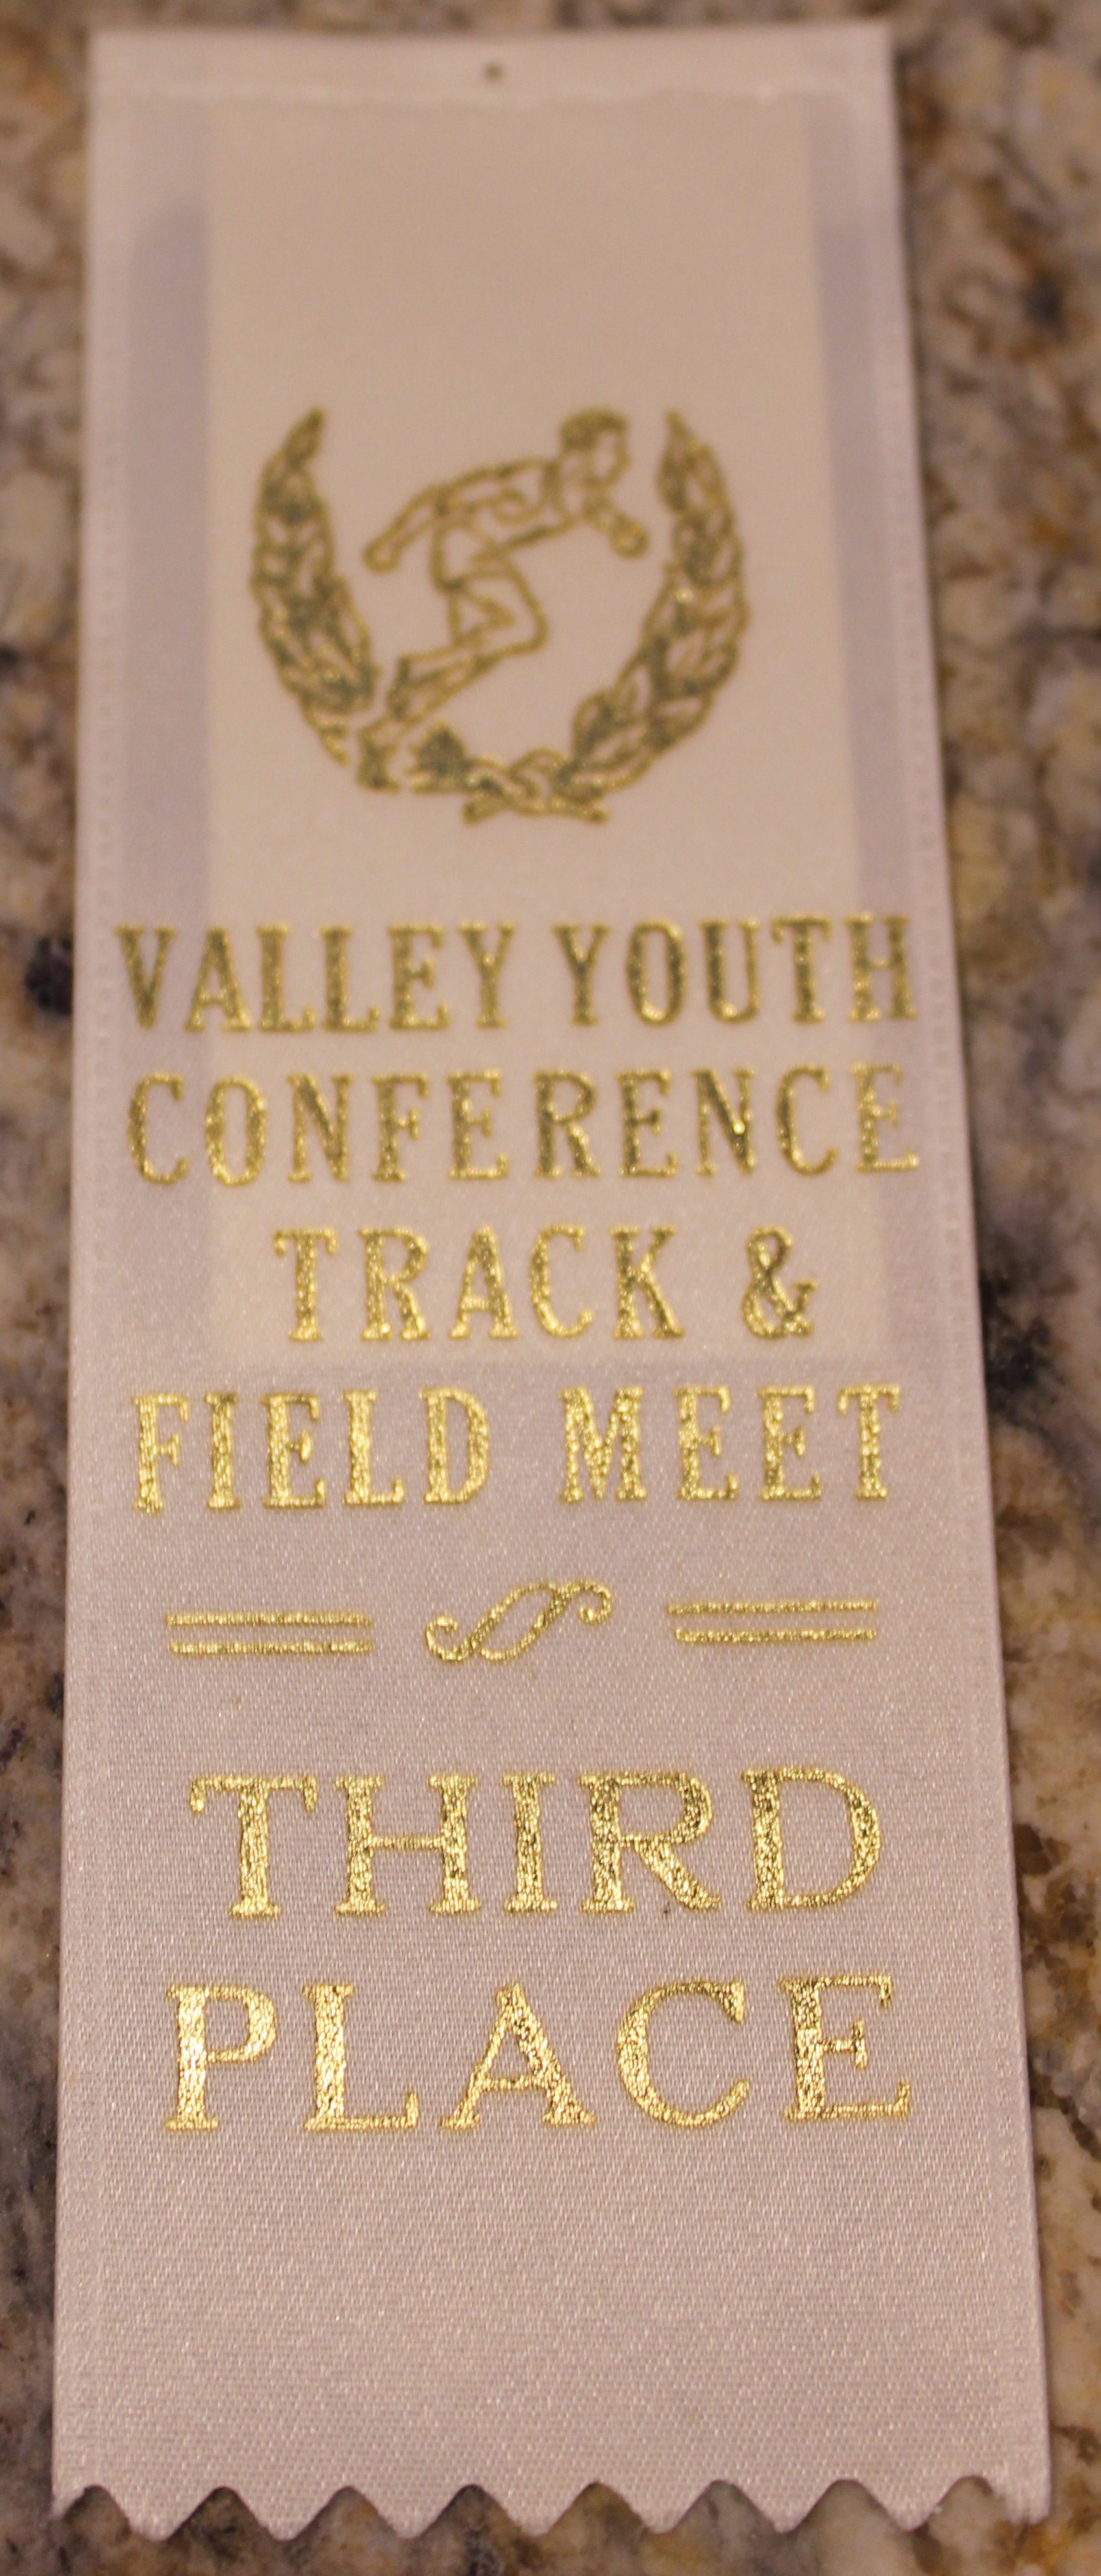 VALLEY YOUTH
CONFERENCE
TRACK &
FIELD MEET
THIRD
PLACE